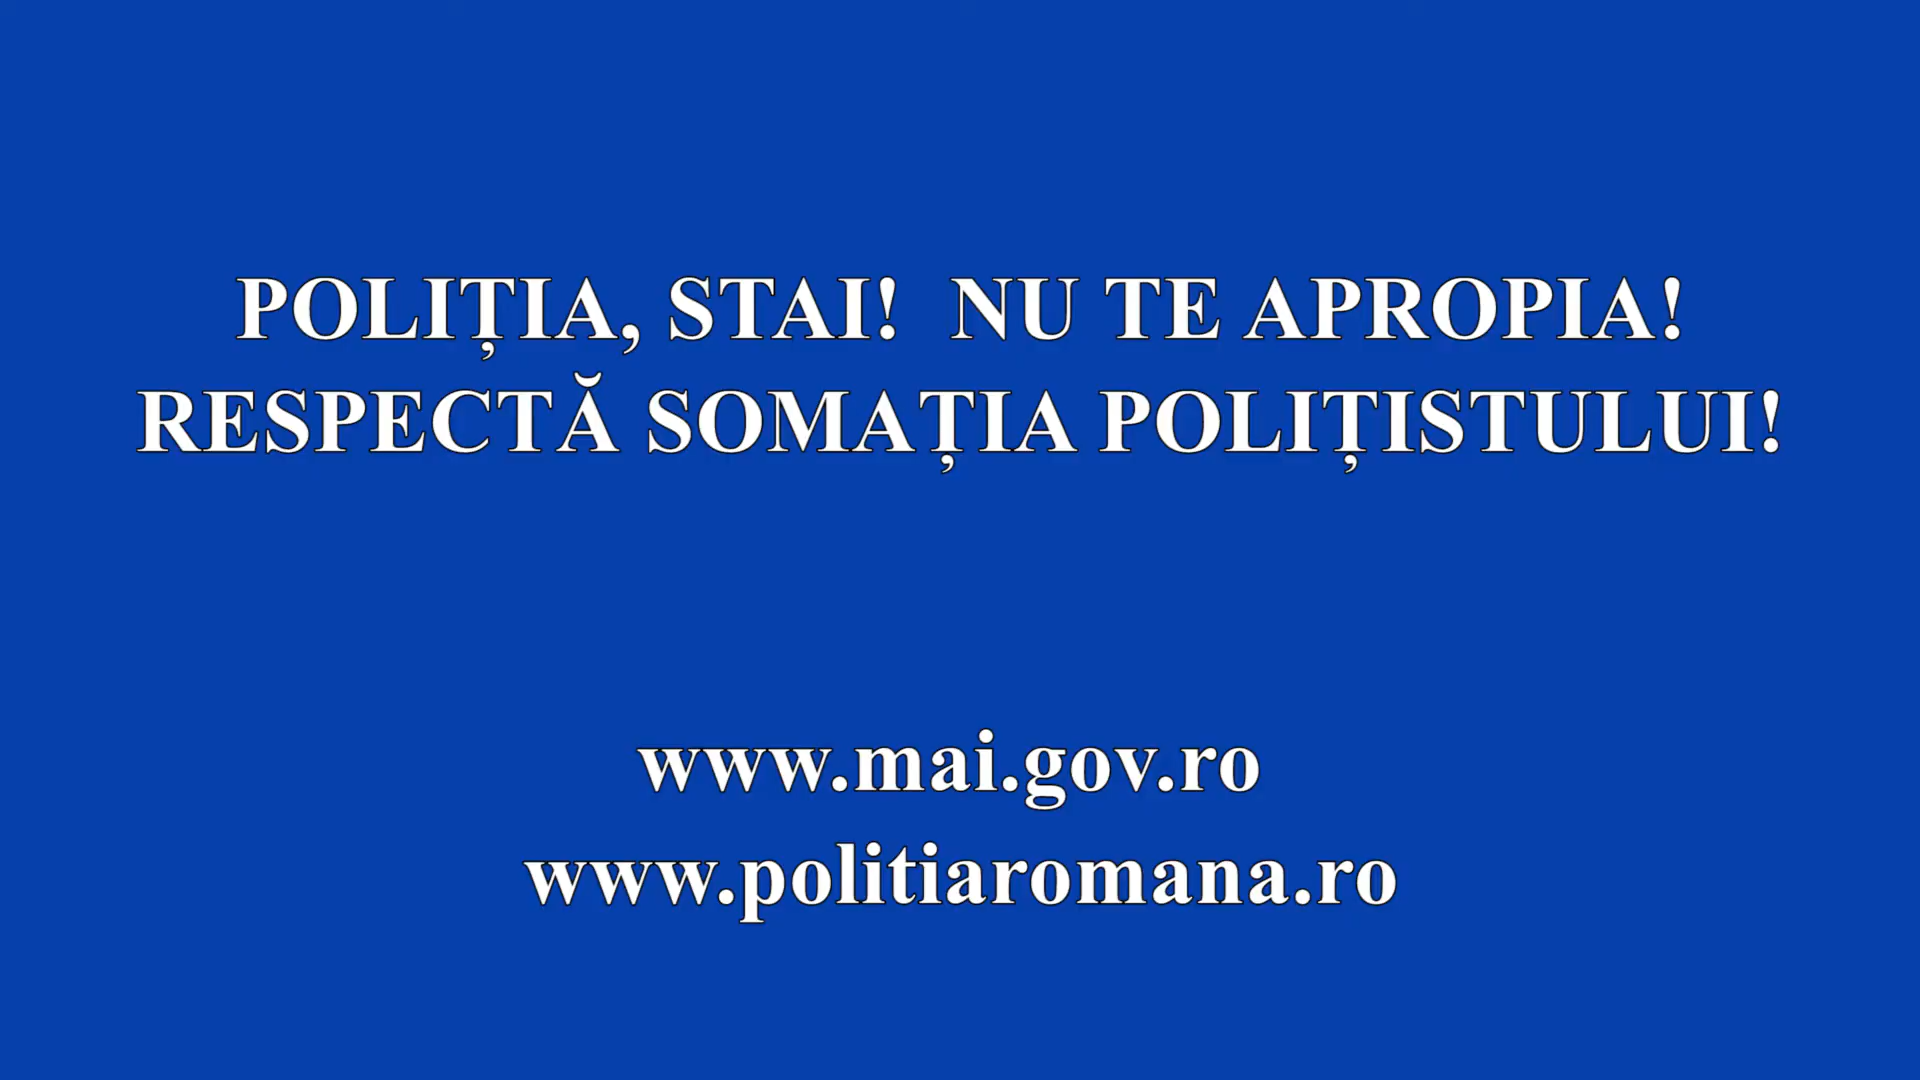 POLIȚIA, STAI!  NU TE APROPIA!
RESPECTĂ SOMAȚIA POLIȚISTULUI!
www.mai.gov.ro
www.politiaromana.ro